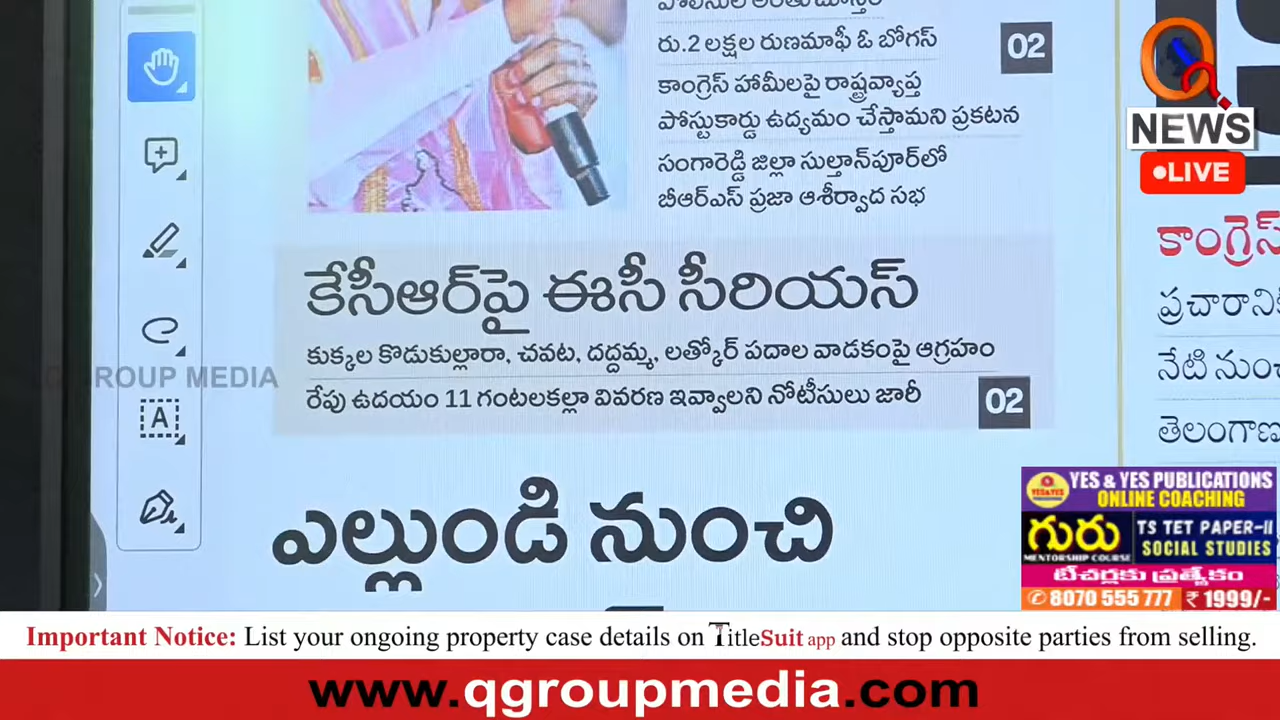 రు.2 లక్షల రుణమాఫీ ఓ బోగస్
02
కాంగ్రెస్ హామీలపై రాష్ట్రవ్యాప్త
పోస్టుకార్డు ఉద్యమం చేస్తామని ప్రకటన
సంగారెడ్డి జిల్లా సుల్తాన్‌పూర్‌లో
బీఆర్ఎస్ ప్రజా ఆశీర్వాద సభ
Q
NEWS
LIVE
కాంగ్రెస్
నేటి
తెలంగాణ
కేసీఆర్‌పై ఈసీ సీరియస్
కుక్కల కొడుకుల్లారా, చవట, దద్దమ్మ, లత్కోర్ పదాల వాడకంపై ఆగ్రహం
రేపు ఉదయం 11 గంటలకల్లా వివరణ ఇవ్వాలని నోటీసులు జారీ
02
GROUP MEDIA
A
ఎల్లుండి నుంచి
YES & YES PUBLICATIONS
ONLINE COACHING
గురు
MENTORSHIP COURSE
TS TET PAPER-II
SOCIAL STUDIES
టీచర్లకు ప్రత్యేకం
8070 555 777 ₹ 1999/-
Important Notice: List your ongoing property case details on TitleSuit app and stop opposite parties from selling.
www.qgroupmedia.com